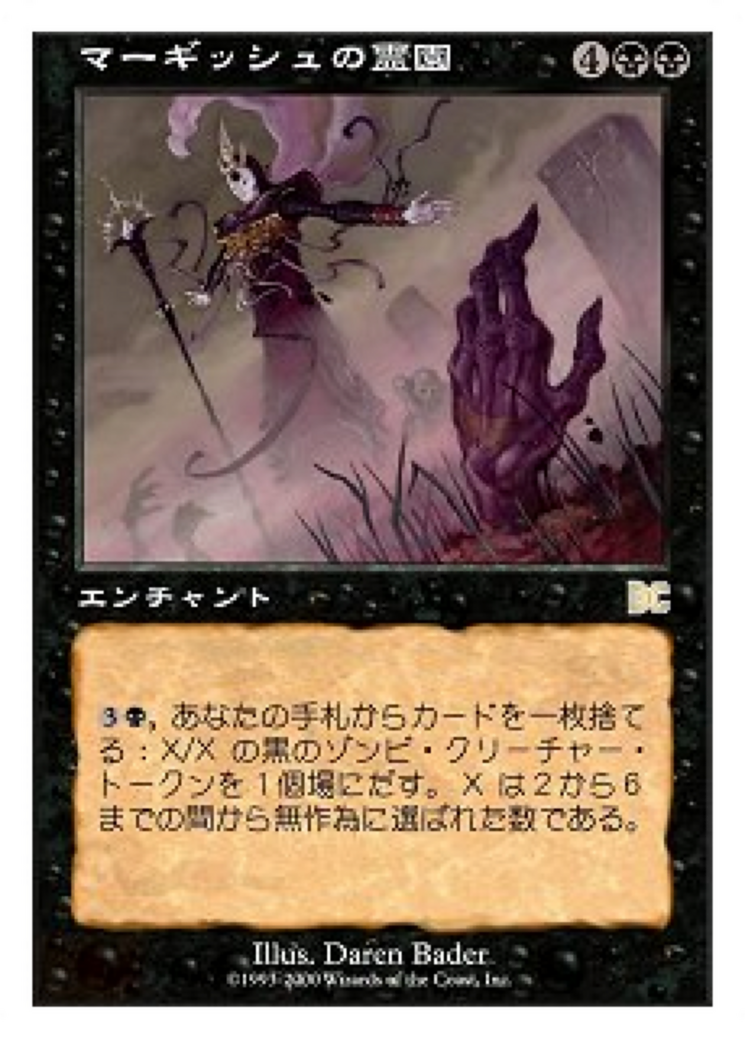 マーギッシュの霊園 4
エンチャント DC
3, あなたの手札からカードを一枚捨て
る：X/X の黒のゾンビ・クリーチャー・
トークンを1個場にだす。X は2から6
までの間から無作為に選ばれた数である。
Illus. Daren Bader
©1993-2000 Wizards of the Coast, Inc.